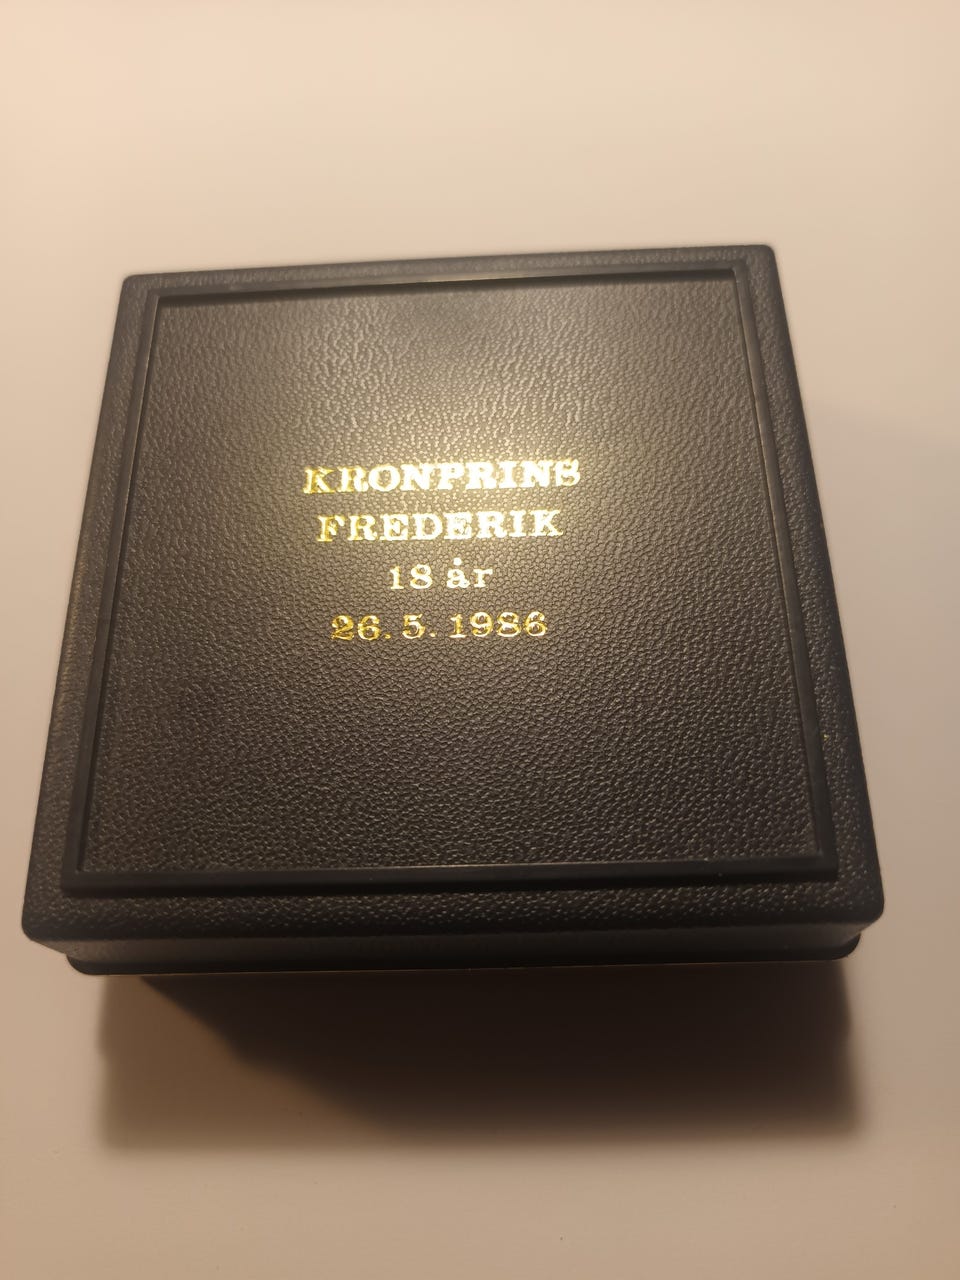 KRONPRINS
FREDERIK
18 år
26.5.1986